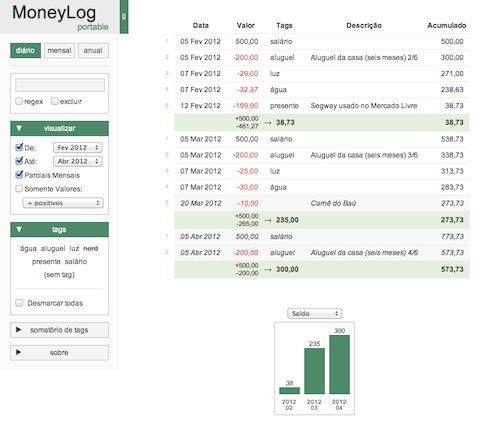 MoneyLog
portable
diário mensal anual
regex excluir
▼ visualizar
De: Fev 2012
Até: Abr 2012
Parciais Mensais
Somente Valores:
+ positivos
▼ tags
água aluguel luz nerd
presente salário
(sem tag)
Desmarcar todas
▶ somatório de tags
▶ sobre
Data Valor Tags Descrição Acumulado
1 05 Fev 2012 500,00 salário 500,00
2 05 Fev 2012 -200,00 aluguel Aluguel da casa (seis meses) 2/6 300,00
3 07 Fev 2012 -29,00 luz 271,00
4 07 Fev 2012 -32,37 água 238,63
5 12 Fev 2012 -199,90 presente Segway usado no Mercado Livre 38,73
+500,00
-461,27 → 38,73 38,73
1 05 Mar 2012 500,00 salário 538,73
2 05 Mar 2012 -200,00 aluguel Aluguel da casa (seis meses) 3/6 338,73
3 07 Mar 2012 -25,00 luz 313,73
4 07 Mar 2012 -30,00 água 283,73
5 20 Mar 2012 -10,00 Carnê do Baú 273,73
+500,00
-265,00 → 235,00 273,73
1 05 Abr 2012 500,00 salário 773,73
2 05 Abr 2012 -200,00 aluguel Aluguel da casa (seis meses) 4/6 573,73
+500,00
-200,00 → 300,00 573,73
Saldo
38 235 300
2012 2012 2012
02 03 04